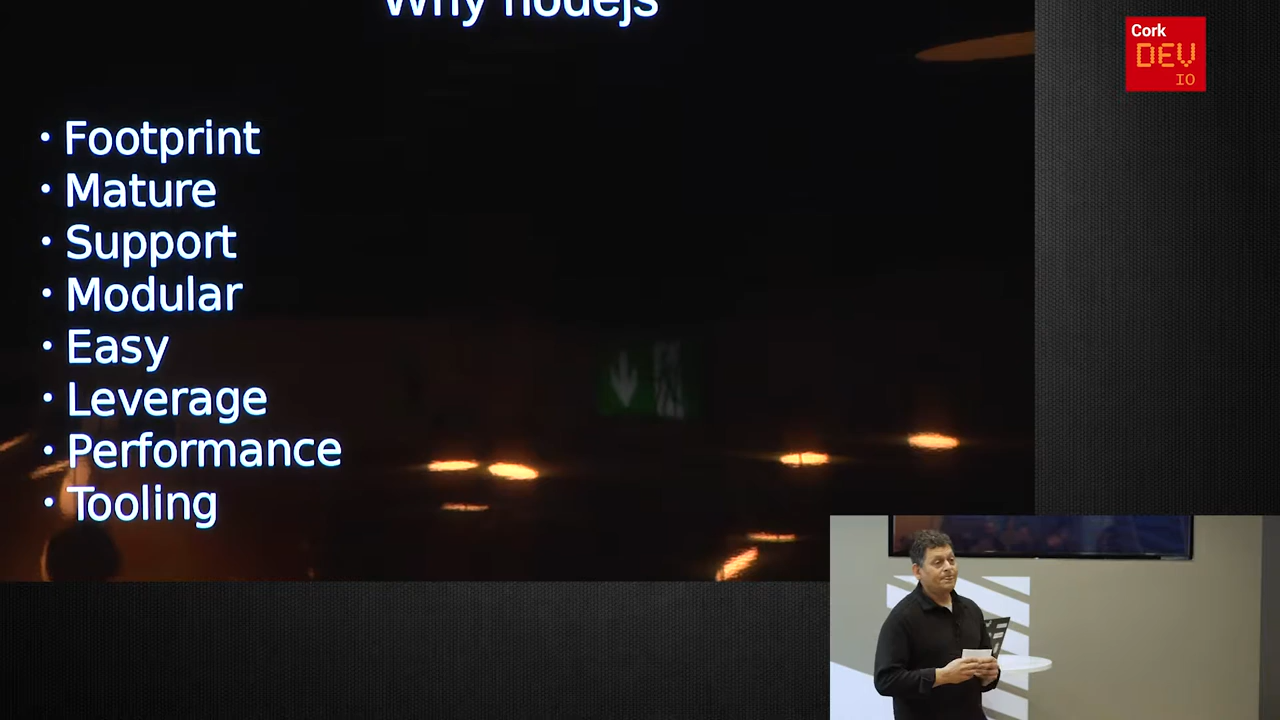 Why nodejs
Cork
DEV
IO
• Footprint
• Mature
• Support
• Modular
• Easy
• Leverage
• Performance
• Tooling